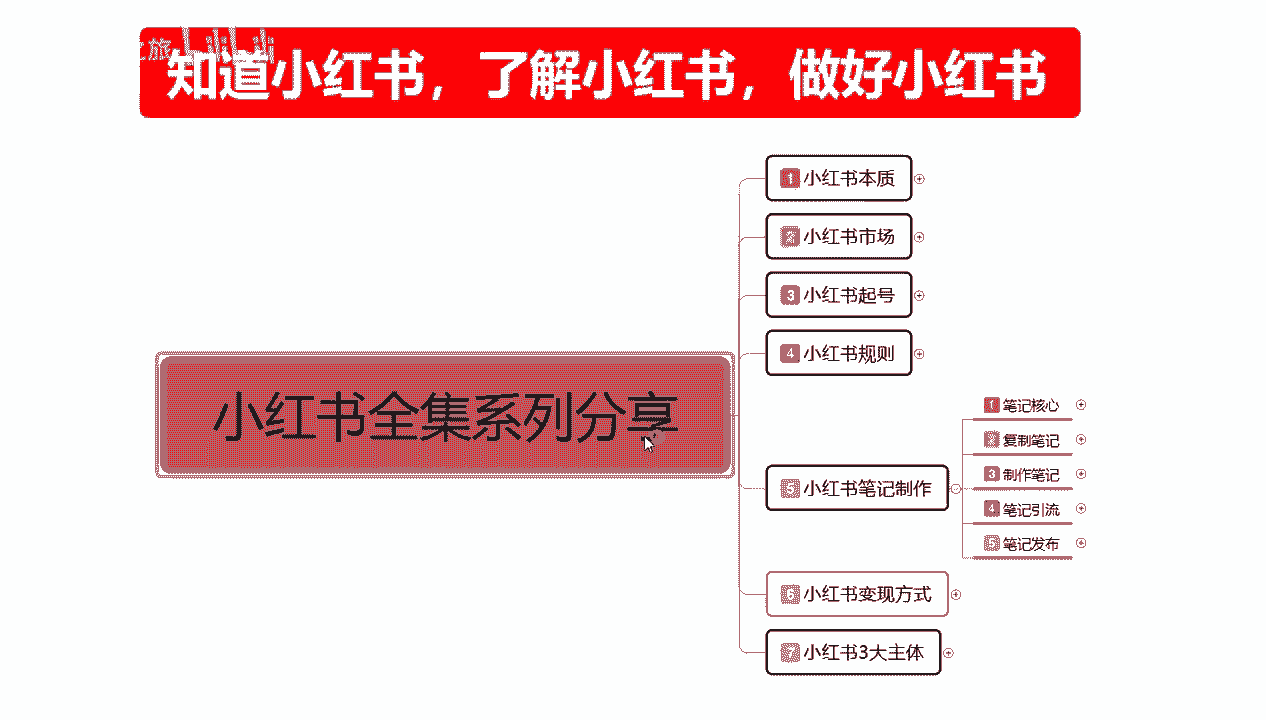 知道小红书，了解小红书，做好小红书
1 小红书本质
2 小红书市场
3 小红书起号
4 小红书规则
小红书全集系列分享
5 小红书笔记制作
1 笔记核心
2 复制笔记
3 制作笔记
4 笔记引流
5 笔记发布
6 小红书变现方式
7 小红书3大主体